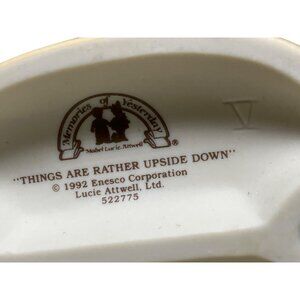 Memories of Yesterday
Mabel Lucie Attwell
®
V
"THINGS ARE RATHER UPSIDE DOWN"
© 1992 Enesco Corporation
Lucie Attwell, Ltd.
522775